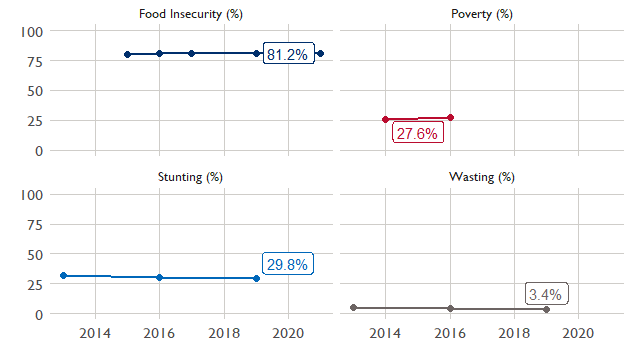 Food Insecurity (%)
Poverty (%)
100
75
50
25
0
81.2%
27.6%
Stunting (%)
Wasting (%)
100
75
50
25
0
29.8%
3.4%
2014 2016 2018 2020
2014 2016 2018 2020